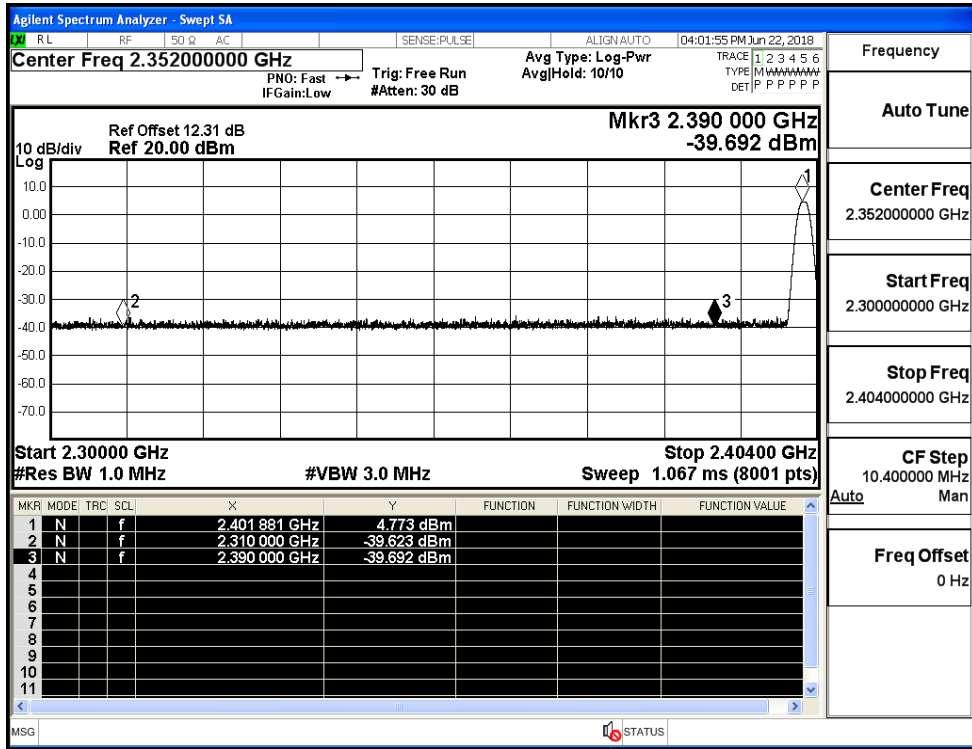 Agilent Spectrum Analyzer - Swept SA
LXI RL RF 50 Ω AC SENSE:PULSE ALIGN AUTO 04:01:55 PM Jun 22, 2018
Center Freq 2.352000000 GHz
PNO: Fast
IFGain:Low
Trig: Free Run
#Atten: 30 dB
Avg Type: Log-Pwr
Avg|Hold: 10/10
TRACE 1 2 3 4 5 6
TYPE M WWWWW
DET P P P P P P
Ref Offset 12.31 dB
10 dB/div Ref 20.00 dBm
Log
Mkr3 2.390 000 GHz
-39.692 dBm
10.0
0.00
-10.0
-20.0
-30.0
-40.0
-50.0
-60.0
-70.0
1
2
3
Start 2.30000 GHz Stop 2.40400 GHz
#Res BW 1.0 MHz #VBW 3.0 MHz Sweep 1.067 ms (8001 pts)
MKR MODE TRC SCL X Y FUNCTION FUNCTION WIDTH FUNCTION VALUE
1 N f 2.401 881 GHz 4.773 dBm
2 N f 2.310 000 GHz -39.623 dBm
3 N f 2.390 000 GHz -39.692 dBm
4
5
6
7
8
9
10
11
MSG STATUS
Frequency
Auto Tune
Center Freq
2.352000000 GHz
Start Freq
2.300000000 GHz
Stop Freq
2.404000000 GHz
CF Step
10.400000 MHz
Auto Man
Freq Offset
0 Hz